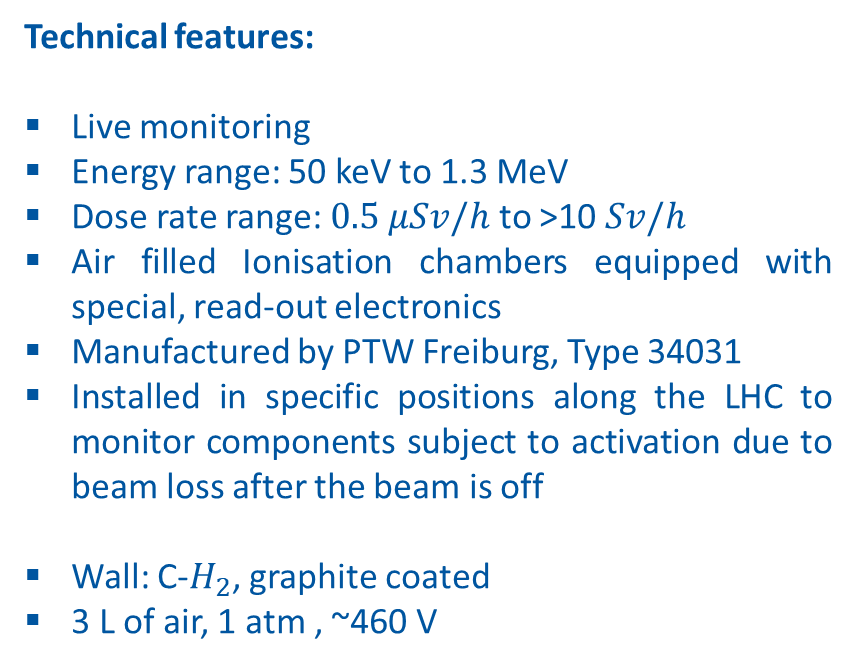 Technical features:
▪ Live monitoring
▪ Energy range: 50 keV to 1.3 MeV
▪ Dose rate range: 0.5 μSv/h to >10 Sv/h
▪ Air filled Ionisation chambers equipped with
special, read-out electronics
▪ Manufactured by PTW Freiburg, Type 34031
▪ Installed in specific positions along the LHC to
monitor components subject to activation due to
beam loss after the beam is off
▪ Wall: C-H₂, graphite coated
▪ 3 L of air, 1 atm , ~460 V